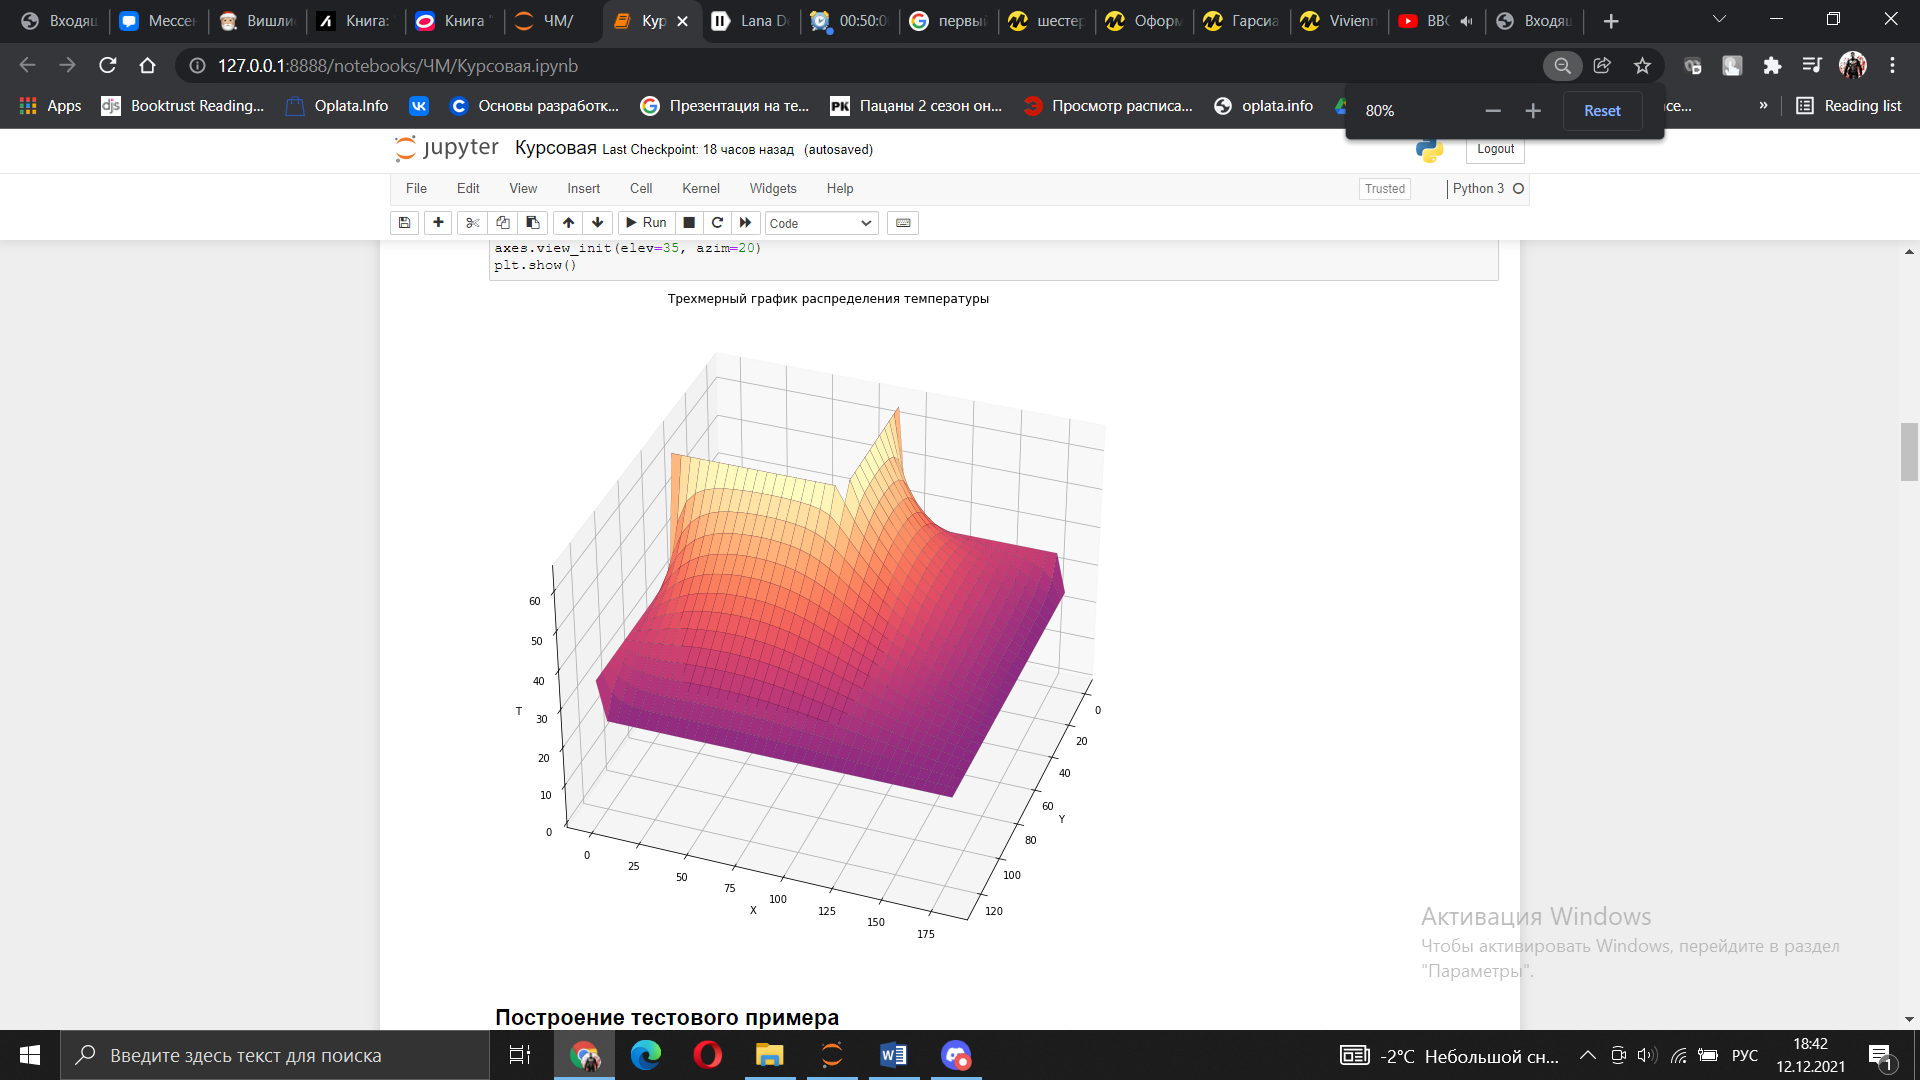 Входящ Мессен Вишли Книга: Книга " ЧМ/ Кур Lana De 00:50:0 первый шестер Оформ Гарсиа Vivienn BBC Входящ
127.0.0.1:8888/notebooks/ЧМ/Курсовая.ipynb
Apps Booktrust Reading... Oplata.Info Основы разработк... Презентация на те... Пацаны 2 сезон он... Просмотр расписа... oplata.info се... » Reading list
80% Reset
jupyter Курсовая Last Checkpoint: 18 часов назад (autosaved) Logout
File Edit View Insert Cell Kernel Widgets Help Trusted Python 3
Run Code
axes.view_init(elev=35, azim=20)
plt.show()
Трехмерный график распределения температуры
60
50
40
T 30
20
10
0
0
25
50
75
100
125
150
175
X
0
20
40
60
80
100
120
Y
Активация Windows
Чтобы активировать Windows, перейдите в раздел
"Параметры".
Построение тестового примера
Введите здесь текст для поиска
-2°C Небольшой сн... РУС 18:42
12.12.2021
1